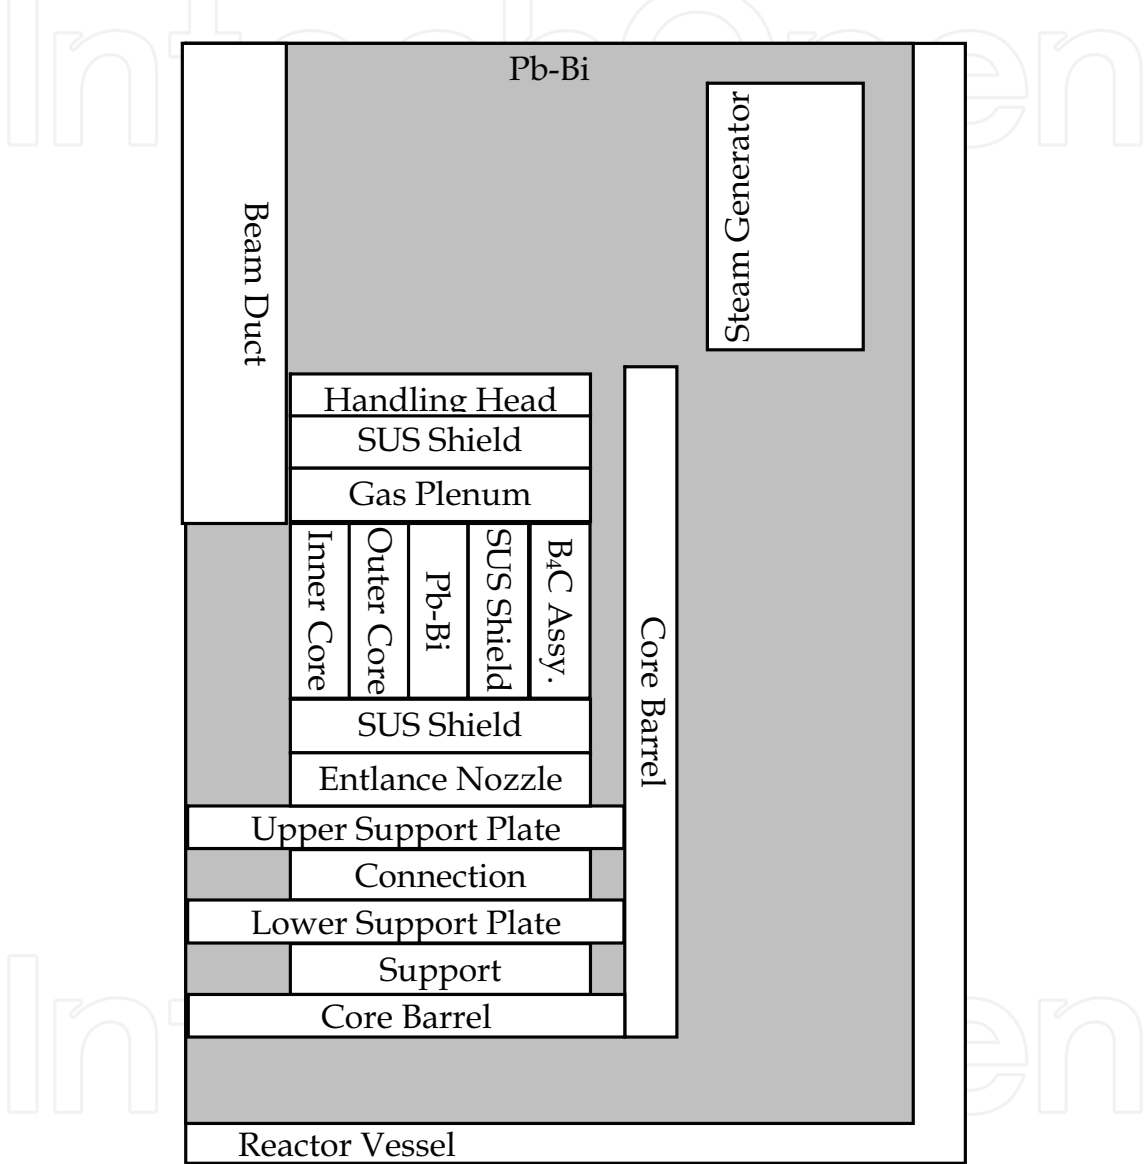 IntechOpen
Pb-Bi
Steam Generator
Beam Duct
Handling Head
SUS Shield
Gas Plenum
Inner Core
Outer Core
Pb-Bi
SUS Shield
B₄C Assy.
Core Barrel
SUS Shield
Entlance Nozzle
Upper Support Plate
Connection
Lower Support Plate
Support
Core Barrel
Reactor Vessel